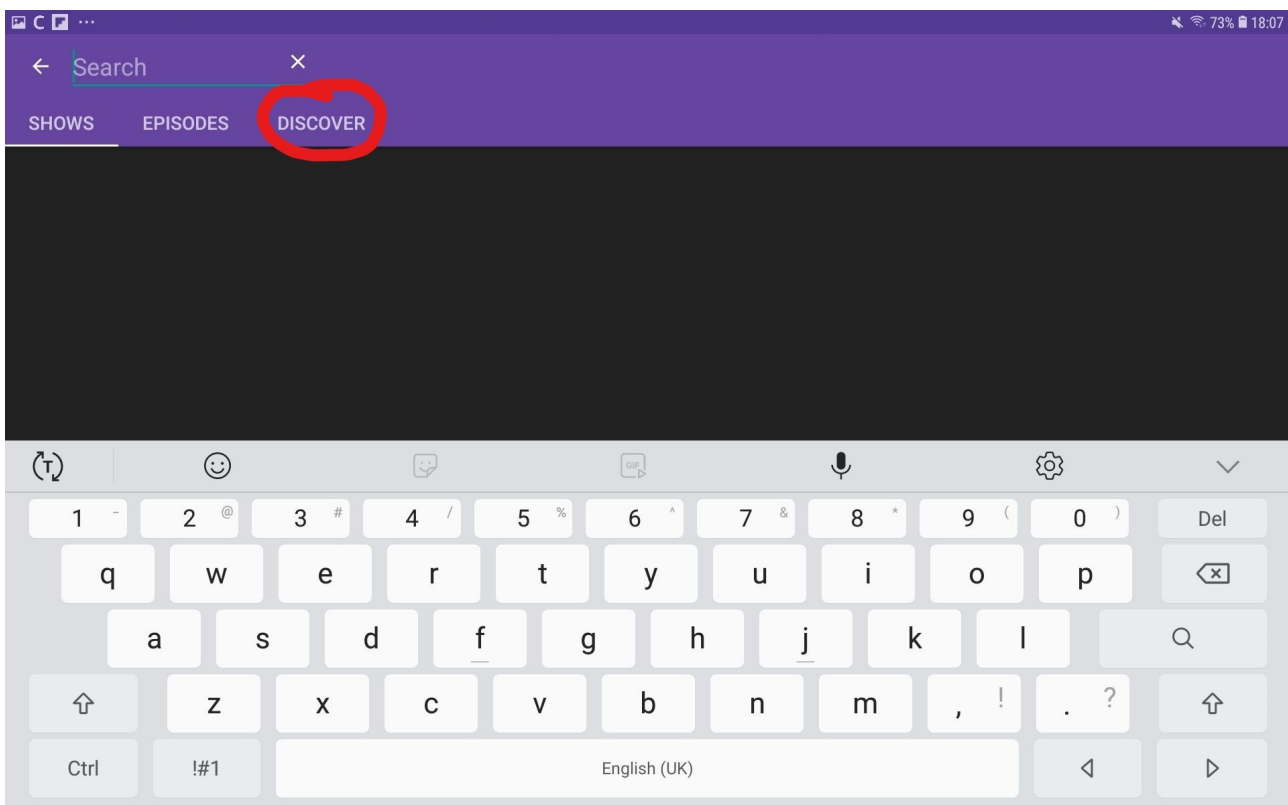 C 73% 18:07
Search
SHOWS EPISODES DISCOVER
T GIF
1 - 2 @ 3 # 4 / 5 % 6 ^ 7 & 8 * 9 ( 0 ) Del
q w e r t y u i o p
a s d f g h j k l
z x c v b n m , ! . ?
Ctrl !#1 English (UK)